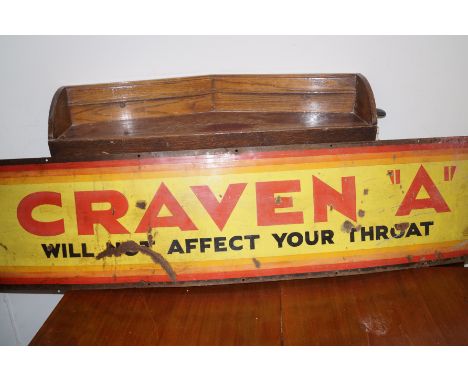 CRAVEN "A"
WILL NOT AFFECT YOUR THROAT